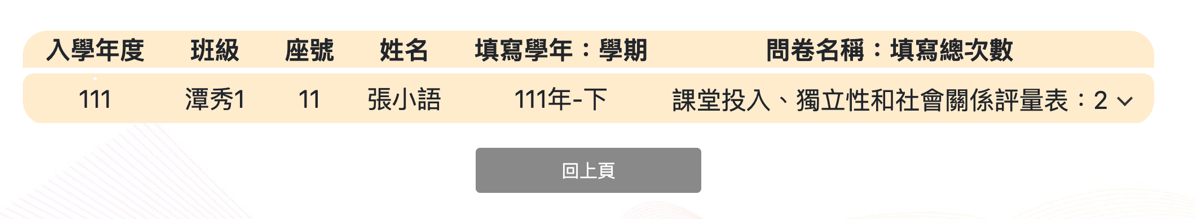 入學年度 班級 座號 姓名 填寫學年：學期 問卷名稱：填寫總次數
111 潭秀1 11 張小語 111年-下 課堂投入、獨立性和社會關係評量表：2
回上頁